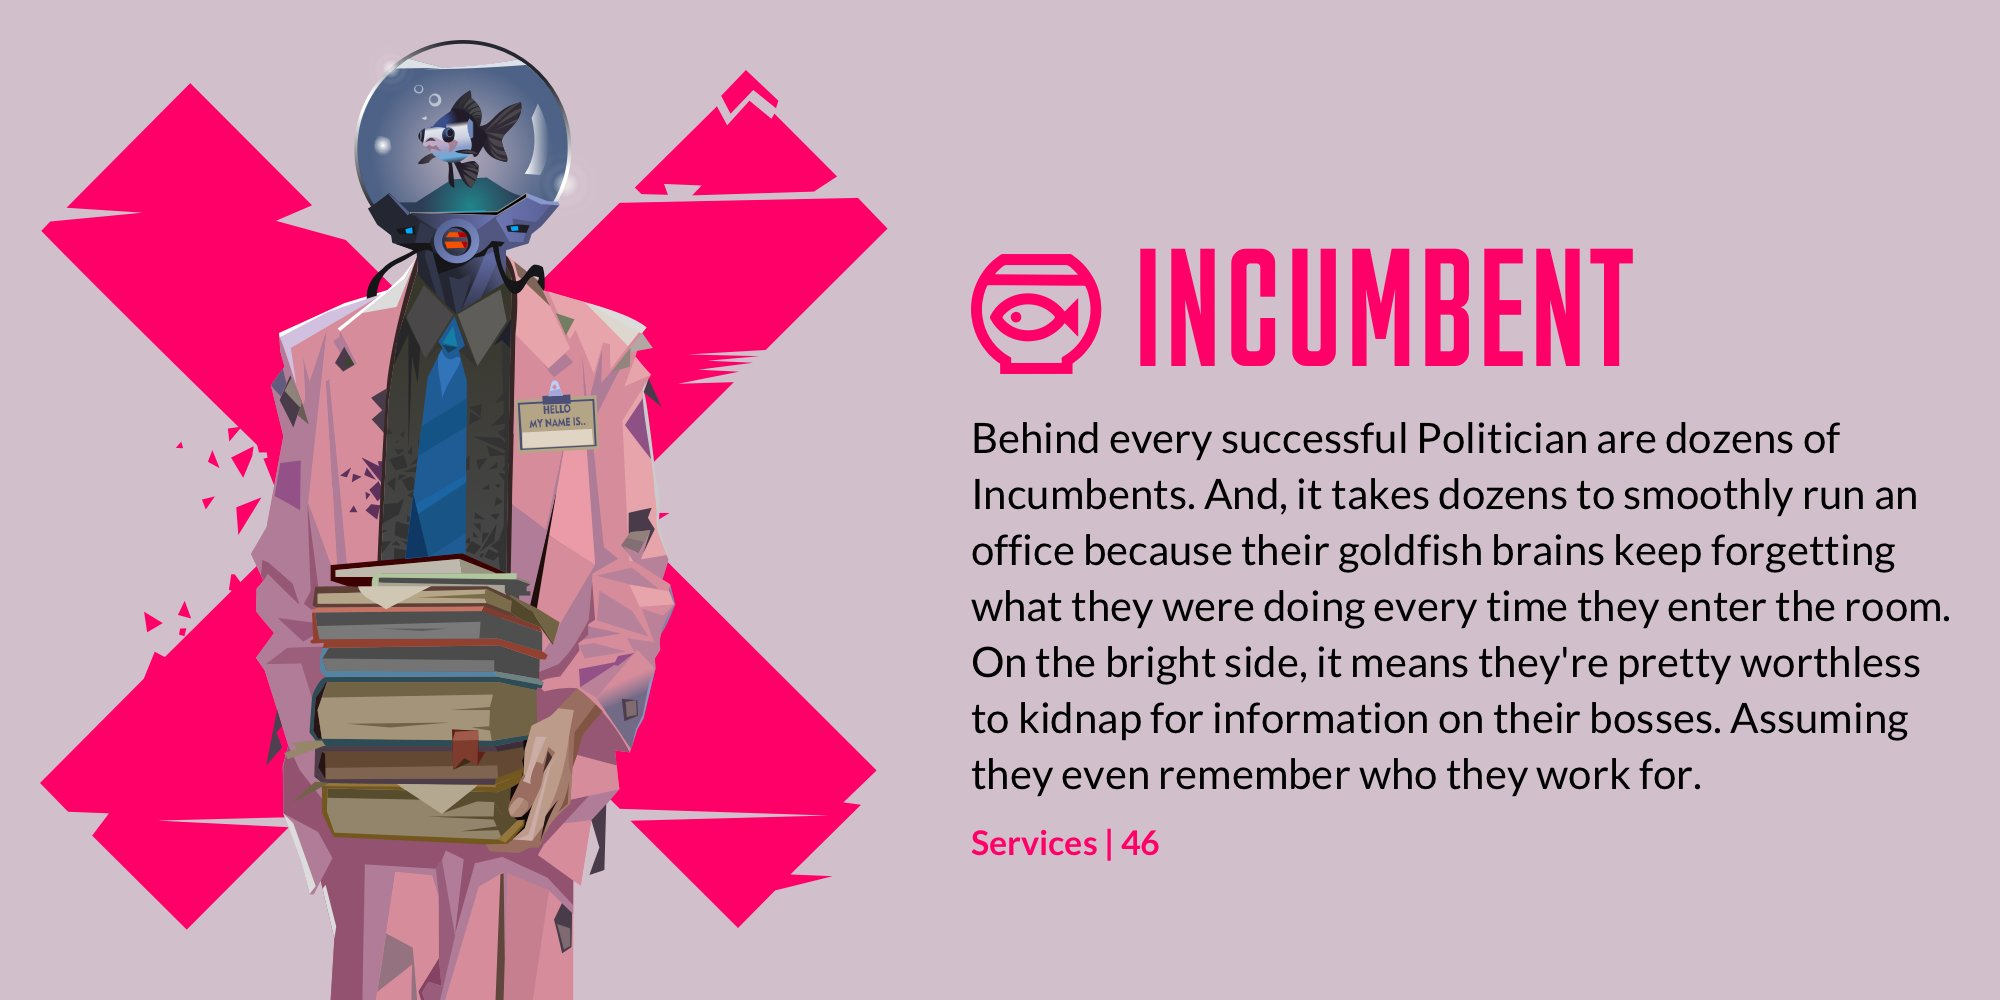 HELLO
MY NAME IS..
INCUMBENT
Behind every successful Politician are dozens of
Incumbents. And, it takes dozens to smoothly run an
office because their goldfish brains keep forgetting
what they were doing every time they enter the room.
On the bright side, it means they're pretty worthless
to kidnap for information on their bosses. Assuming
they even remember who they work for.
Services | 46